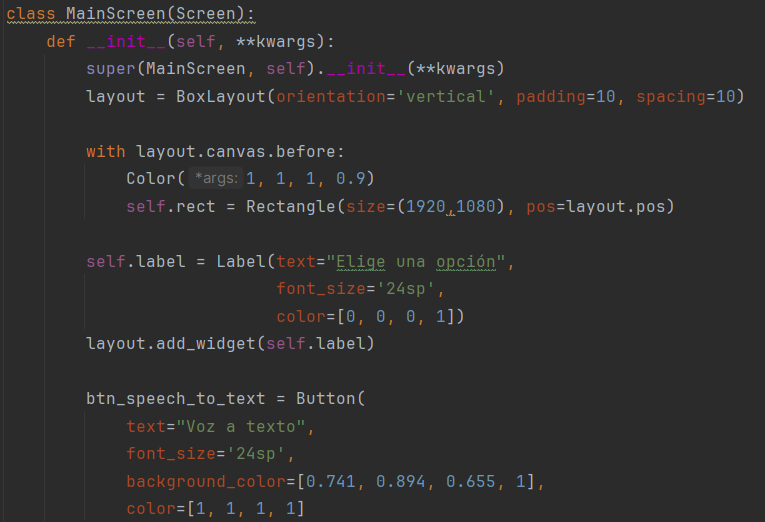 class MainScreen(Screen):
    def __init__(self, **kwargs):
        super(MainScreen, self).__init__(**kwargs)
        layout = BoxLayout(orientation='vertical', padding=10, spacing=10)

        with layout.canvas.before:
            Color(*args: 1, 1, 1, 0.9)
            self.rect = Rectangle(size=(1920,1080), pos=layout.pos)

        self.label = Label(text="Elige una opción",
                           font_size='24sp',
                           color=[0, 0, 0, 1])
        layout.add_widget(self.label)

        btn_speech_to_text = Button(
            text="Voz a texto",
            font_size='24sp',
            background_color=[0.741, 0.894, 0.655, 1],
            color=[1, 1, 1, 1]